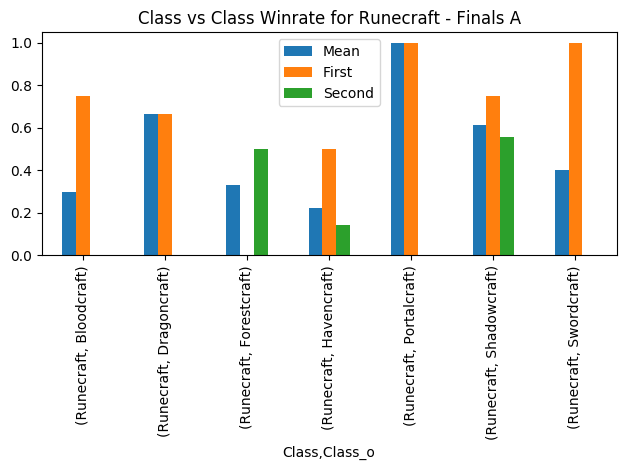 Class vs Class Winrate for Runecraft - Finals A
1.0
0.8
0.6
0.4
0.2
0.0
Mean
First
Second
(Runecraft, Bloodcraft)
(Runecraft, Dragoncraft)
(Runecraft, Forestcraft)
(Runecraft, Havencraft)
(Runecraft, Portalcraft)
(Runecraft, Shadowcraft)
(Runecraft, Swordcraft)
Class,Class_o